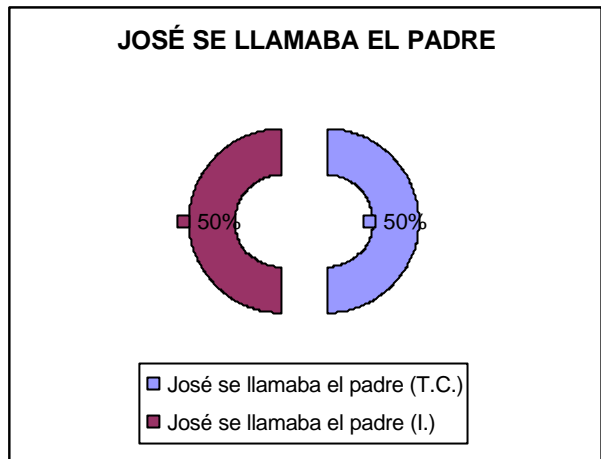 JOSÉ SE LLAMABA EL PADRE
50%
50%
José se llamaba el padre (T.C.)
José se llamaba el padre (I.)